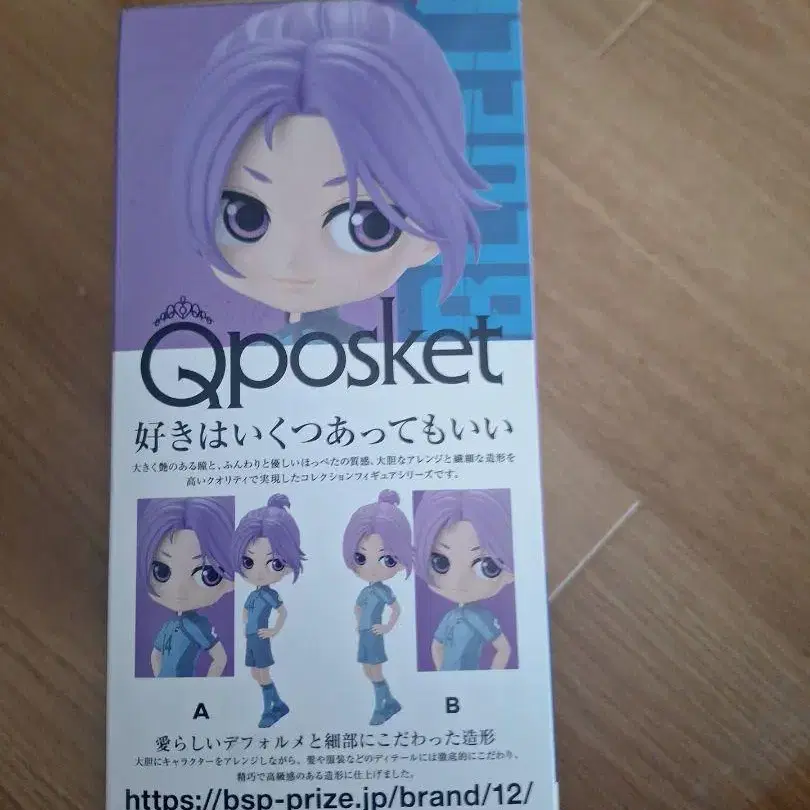 Qposket
好きはいくつあってもいい
大きく艶のある瞳と、ふんわりと優しいほっぺたの質感、大胆なアレンジと繊細な造形を
高いクオリティで実現したコレクションフィギュアシリーズです。
A
B
愛らしいデフォルメと細部にこだわった造形
大胆にキャラクターをアレンジしながら、髪や服装などのディテールには徹底的にこだわり、
精巧で高級感のある造形に仕上げました。
https://bsp-prize.jp/brand/12/